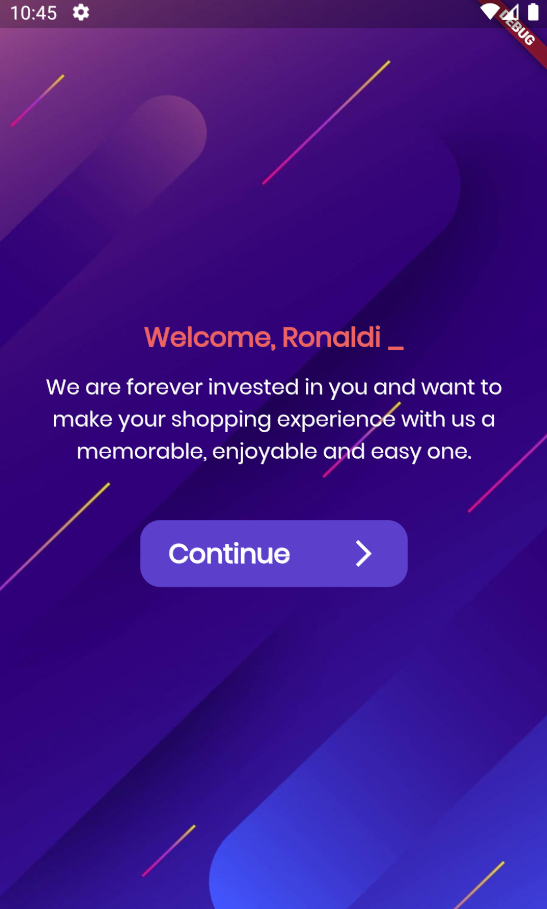 10:45
DEBUG
Welcome, Ronaldi _
We are forever invested in you and want to
make your shopping experience with us a
memorable, enjoyable and easy one.
Continue